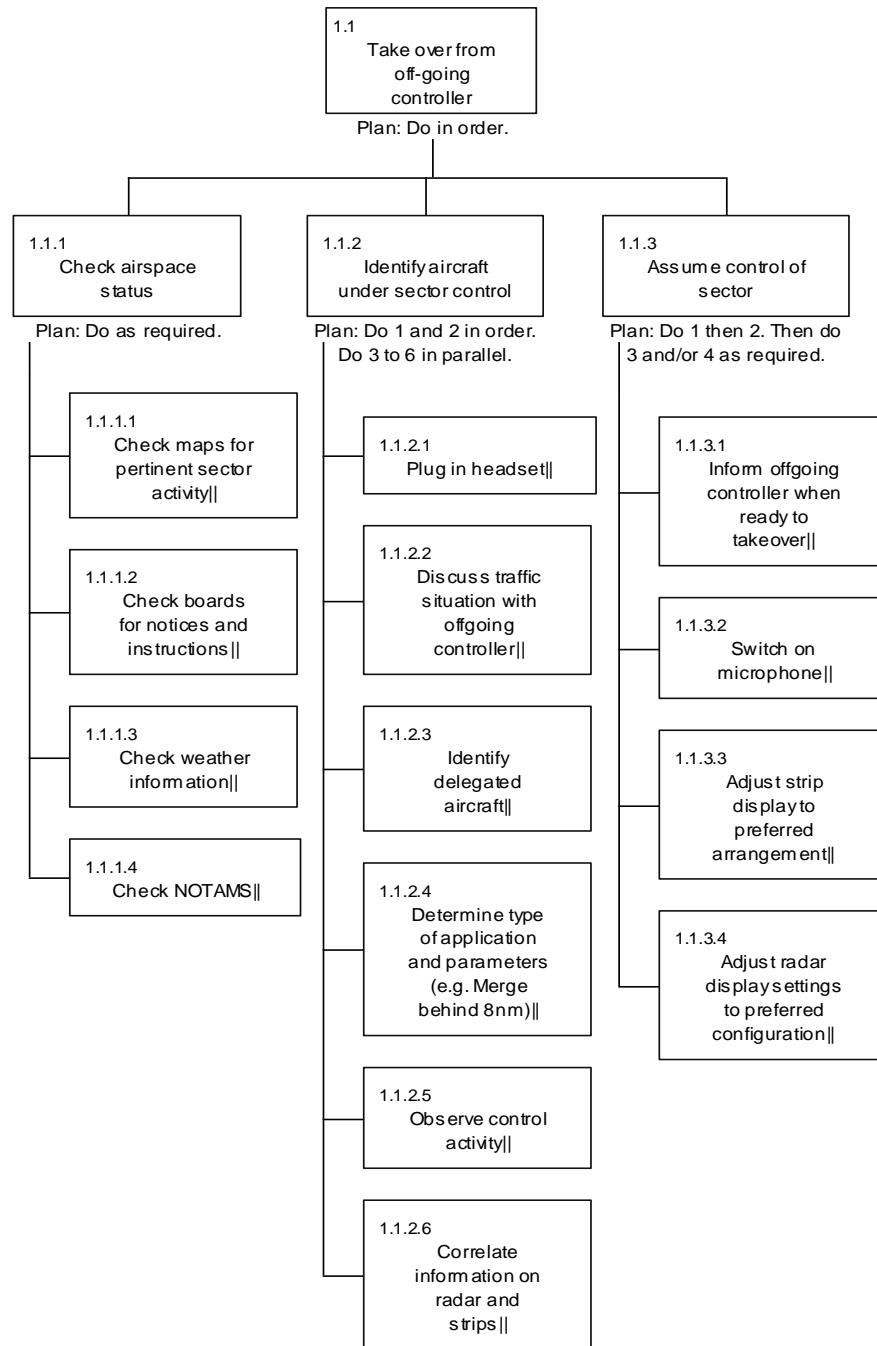 1.1
Take over from
off-going
controller
Plan: Do in order.
1.1.1
Check airspace
status
Plan: Do as required.
1.1.1.1
Check maps for
pertinent sector
activity||
1.1.1.2
Check boards
for notices and
instructions||
1.1.1.3
Check weather
information||
1.1.1.4
Check NOTAMS||
1.1.2
Identify aircraft
under sector control
Plan: Do 1 and 2 in order.
Do 3 to 6 in parallel.
1.1.2.1
Plug in headset||
1.1.2.2
Discuss traffic
situation with
offgoing
controller||
1.1.2.3
Identify
delegated
aircraft||
1.1.2.4
Determine type
of application
and parameters
(e.g. Merge
behind 8nm)||
1.1.2.5
Observe control
activity||
1.1.2.6
Correlate
information on
radar and
strips||
1.1.3
Assume control of
sector
Plan: Do 1 then 2. Then do
3 and/or 4 as required.
1.1.3.1
Inform offgoing
controller when
ready to
takeover||
1.1.3.2
Switch on
microphone||
1.1.3.3
Adjust strip
display to
preferred
arrangement||
1.1.3.4
Adjust radar
display settings
to preferred
configuration||